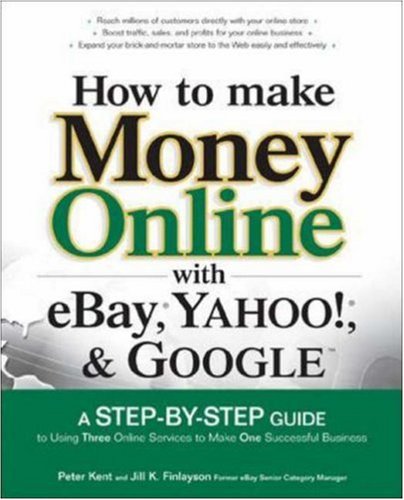 • Reach millions of customers directly with your online store •
• Boost traffic, sales, and profits for your online business •
• Expand your brick-and-mortar store to the Web easily and effectively •
How to make
Money
Online
with
eBay, YAHOO!,
& GOOGLE™
A STEP-BY-STEP GUIDE
to Using Three Online Services to Make One Successful Business
Peter Kent and Jill K. Finlayson Former eBay Senior Category Manager